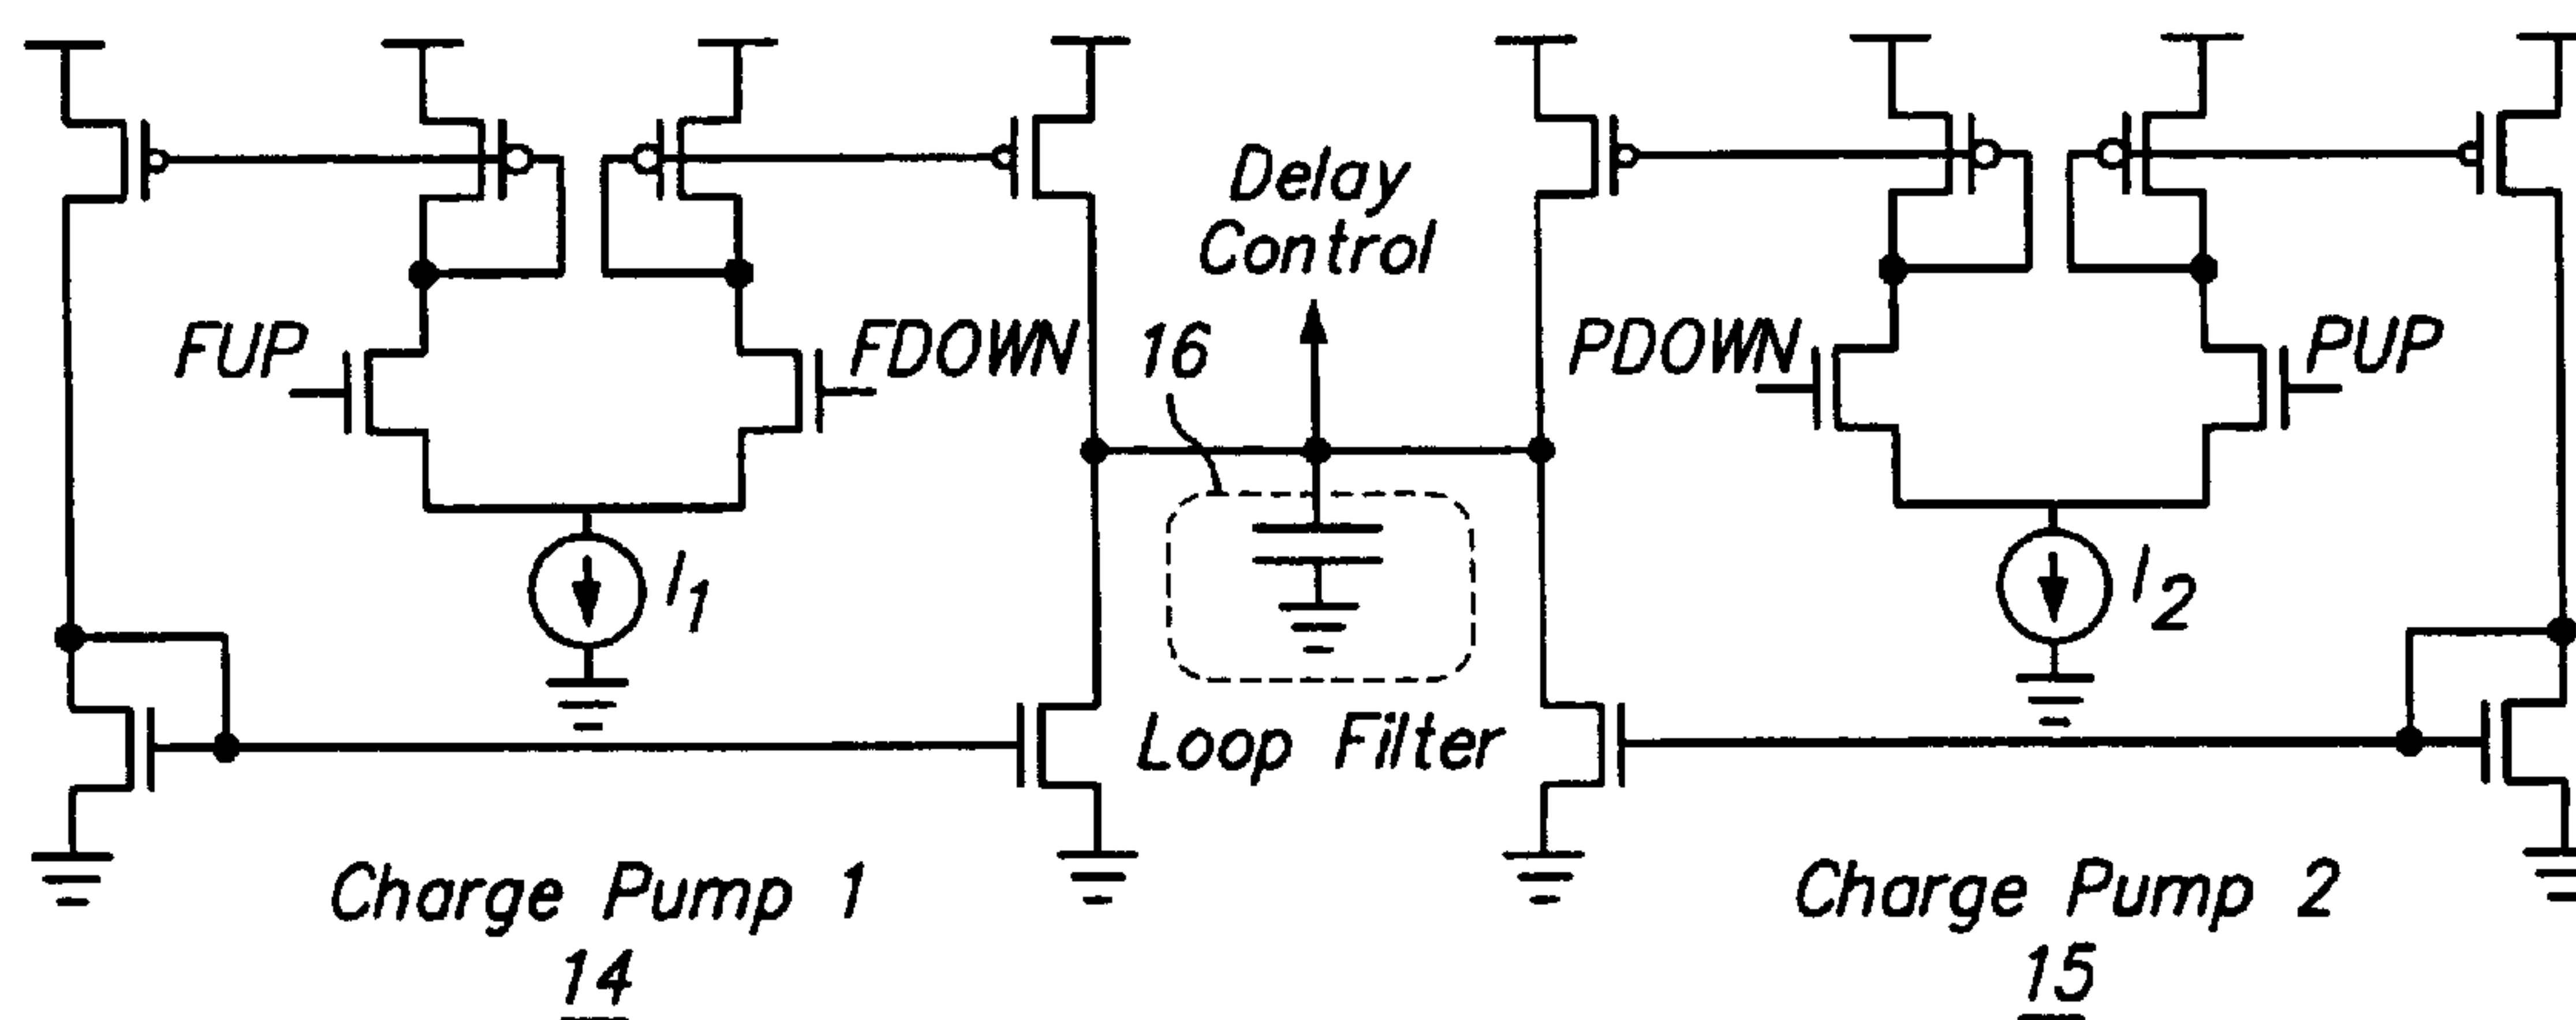 Delay
Control
FUP
FDOWN
16
PDOWN
PUP
I1
I2
Loop Filter
Charge Pump 1
14
Charge Pump 2
15